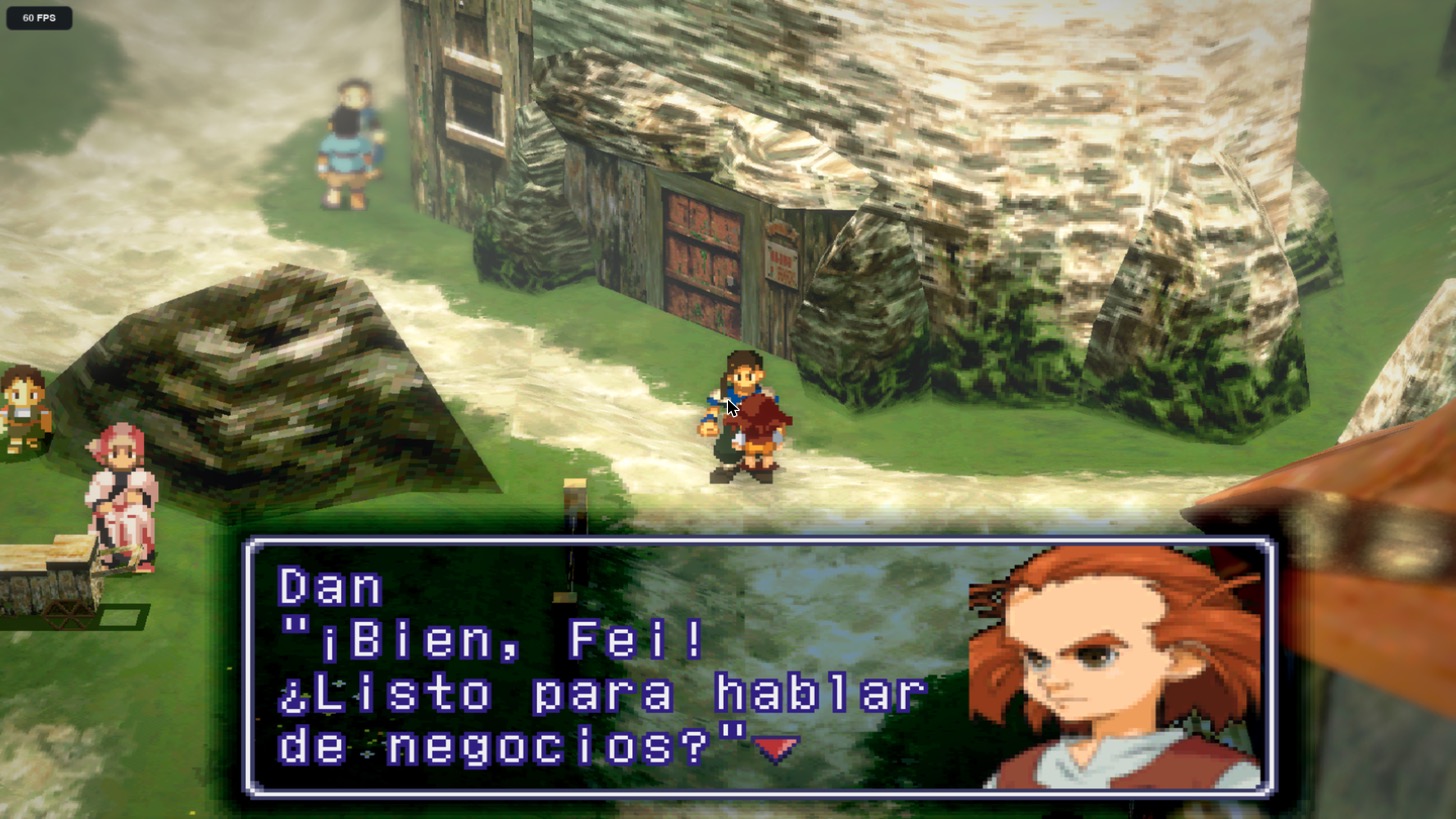 60 FPS
Dan
"¡Bien, Fei!
¿Listo para hablar
de negocios?"